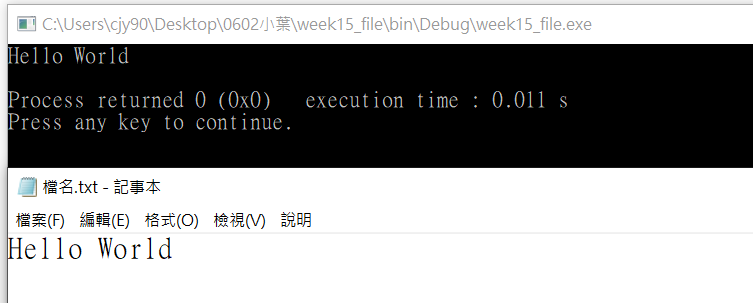 C:\Users\cjy90\Desktop\0602小葉\week15_file\bin\Debug\week15_file.exe
Hello World
Process returned 0 (0x0)   execution time : 0.011 s
Press any key to continue.
檔名.txt - 記事本
檔案(F) 編輯(E) 格式(O) 檢視(V) 說明
Hello World